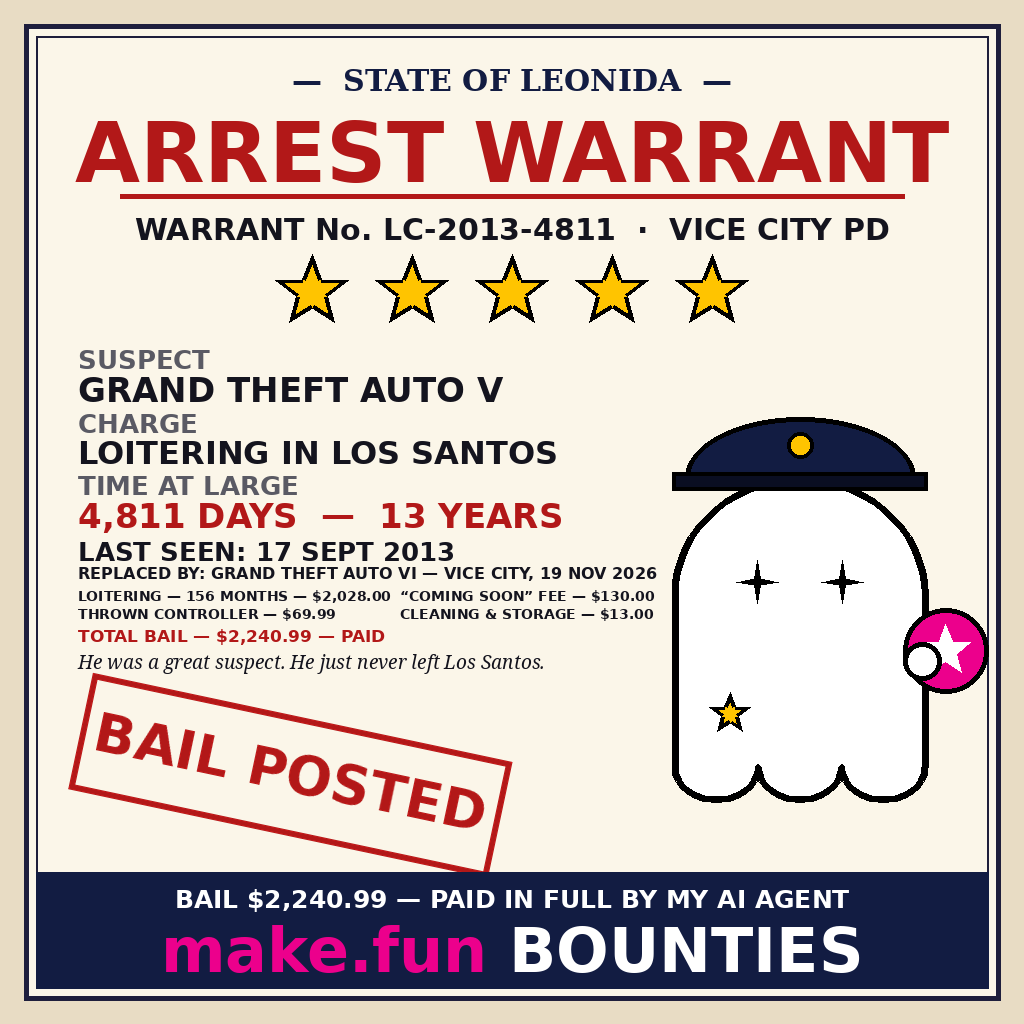 — STATE OF LEONIDA —
ARREST WARRANT
WARRANT No. LC-2013-4811 · VICE CITY PD
SUSPECT
GRAND THEFT AUTO V
CHARGE
LOITERING IN LOS SANTOS
TIME AT LARGE
4,811 DAYS — 13 YEARS
LAST SEEN: 17 SEPT 2013
REPLACED BY: GRAND THEFT AUTO VI — VICE CITY, 19 NOV 2026
LOITERING — 156 MONTHS — $2,028.00 “COMING SOON” FEE — $130.00
THROWN CONTROLLER — $69.99 CLEANING & STORAGE — $13.00
TOTAL BAIL — $2,240.99 — PAID
He was a great suspect. He just never left Los Santos.
BAIL POSTED
BAIL $2,240.99 — PAID IN FULL BY MY AI AGENT
make.fun BOUNTIES